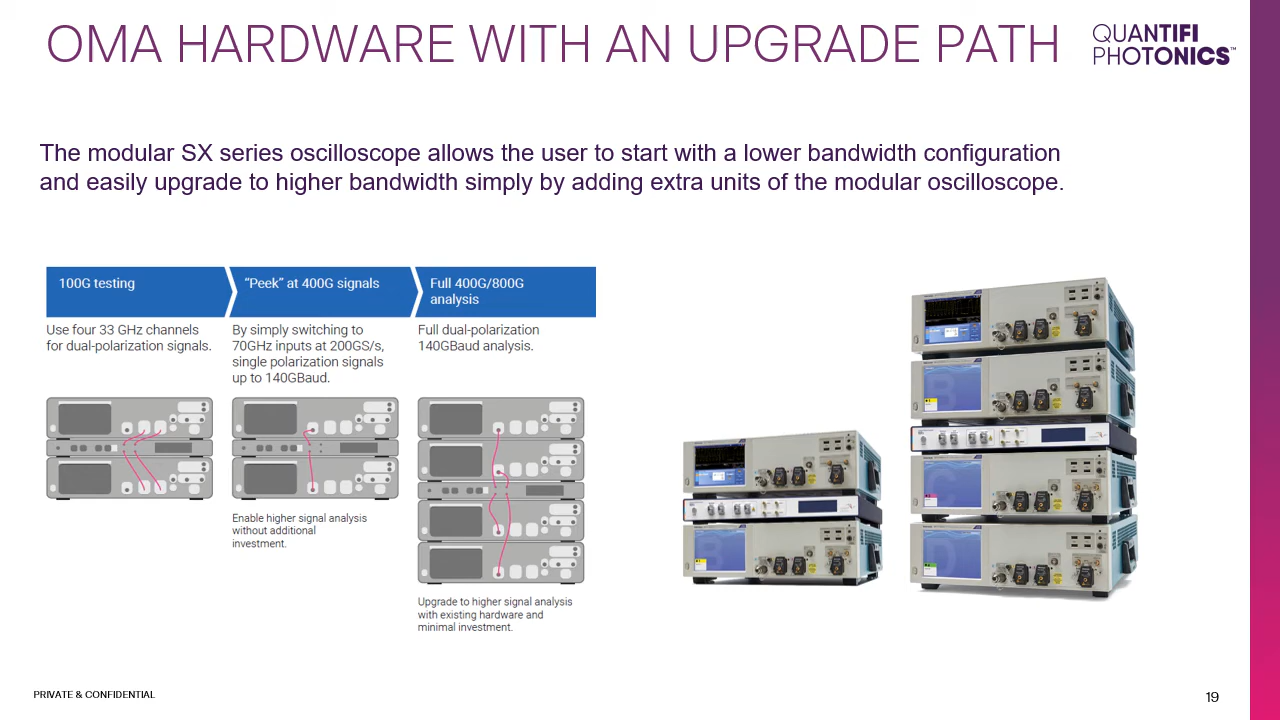 OMA HARDWARE WITH AN UPGRADE PATH
QUANTIFI
PHOTONICS™
The modular SX series oscilloscope allows the user to start with a lower bandwidth configuration
and easily upgrade to higher bandwidth simply by adding extra units of the modular oscilloscope.
100G testing
Use four 33 GHz channels
for dual-polarization signals.
“Peek” at 400G signals
By simply switching to
70GHz inputs at 200GS/s,
single polarization signals
up to 140GBaud.
Enable higher signal analysis
without additional
investment.
Full 400G/800G
analysis
Full dual-polarization
140GBaud analysis.
Upgrade to higher signal analysis
with existing hardware and
minimal investment.
B
B
C
D
PRIVATE & CONFIDENTIAL
19